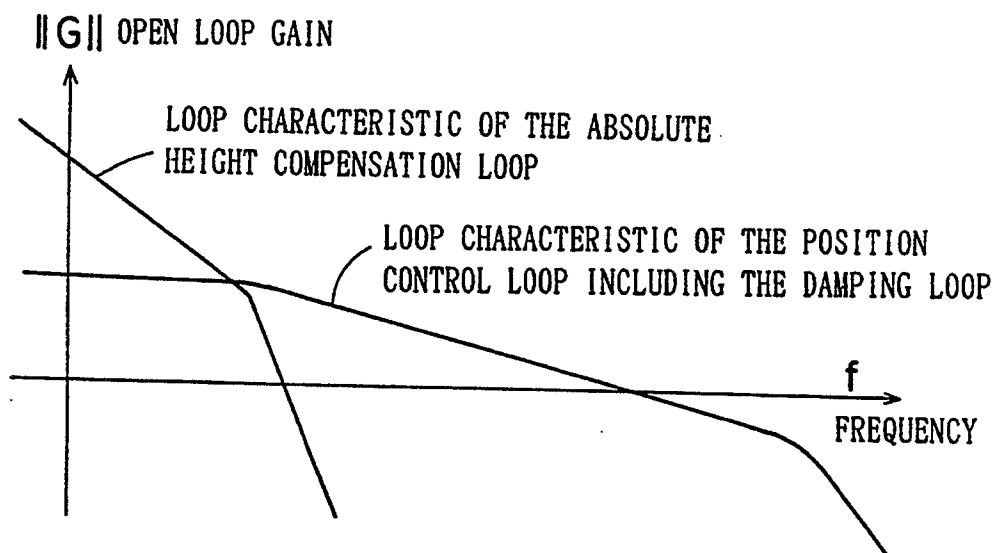 ||G|| OPEN LOOP GAIN
LOOP CHARACTERISTIC OF THE ABSOLUTE
HEIGHT COMPENSATION LOOP
LOOP CHARACTERISTIC OF THE POSITION
CONTROL LOOP INCLUDING THE DAMPING LOOP
f
FREQUENCY